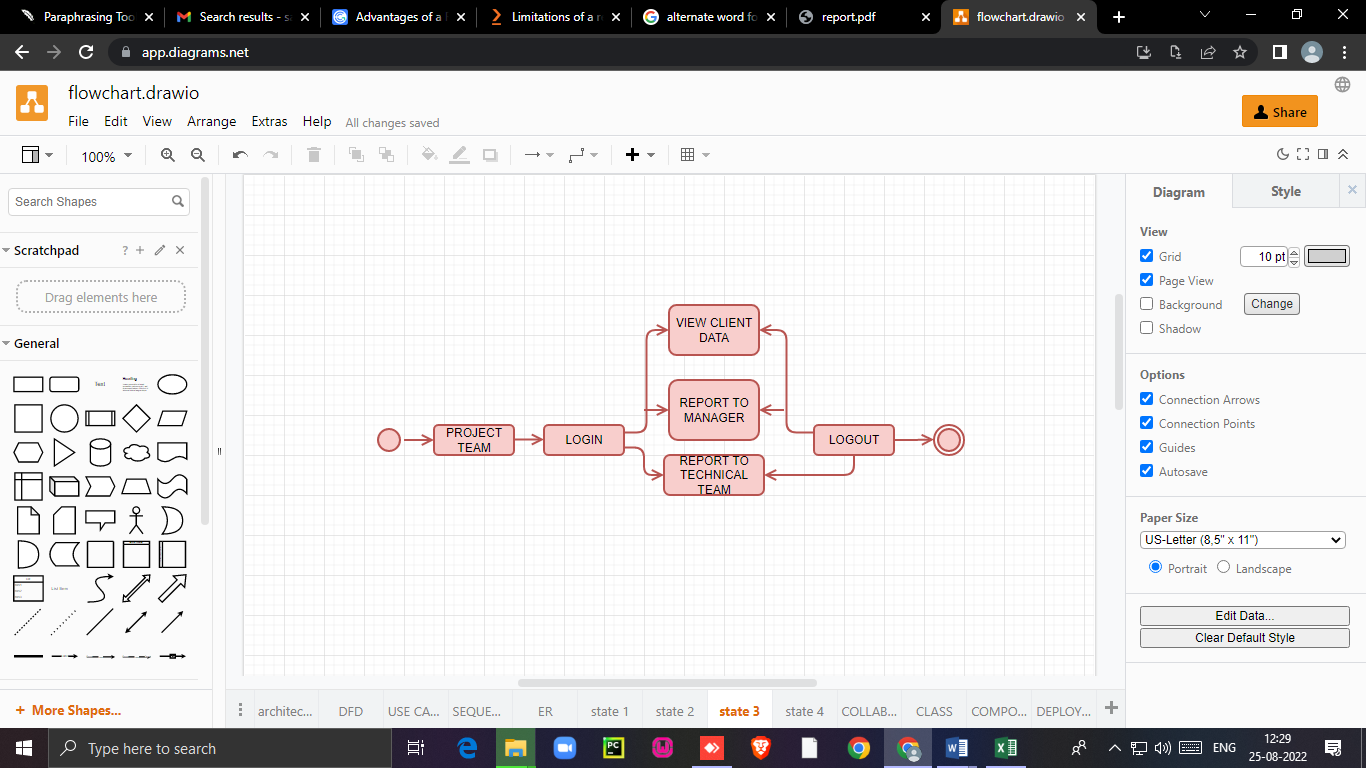 Paraphrasing Too
Search results - s
Advantages of a
Limitations of a r
alternate word fo
report.pdf
flowchart.drawio
app.diagrams.net
flowchart.drawio
File Edit View Arrange Extras Help All changes saved
Share
100%
Search Shapes
Scratchpad
?
Drag elements here
General
Text
Heading
More Shapes...
VIEW CLIENT
DATA
REPORT TO
MANAGER
PROJECT
TEAM
LOGIN
LOGOUT
REPORT TO
TECHNICAL
TEAM
Diagram
Style
View
Grid
10 pt
Page View
Background
Change
Shadow
Options
Connection Arrows
Connection Points
Guides
Autosave
Paper Size
US-Letter (8,5" x 11")
Portrait Landscape
Edit Data...
Clear Default Style
architec... DFD USE CA... SEQUE... ER state 1 state 2 state 3 state 4 COLLAB... CLASS COMPO... DEPLOY...
Type here to search
PC
ENG
12:29
25-08-2022